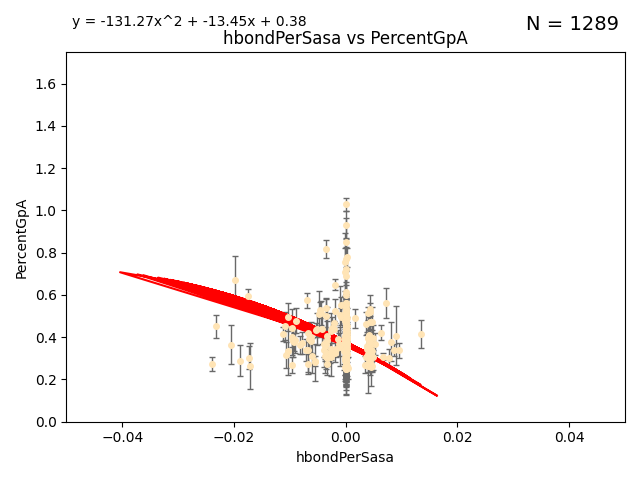 y = -131.27x^2 + -13.45x + 0.38
N = 1289
hbondPerSasa vs PercentGpA
PercentGpA
1.6
1.4
1.2
1.0
0.8
0.6
0.4
0.2
0.0
−0.04 −0.02 0.00 0.02 0.04
hbondPerSasa